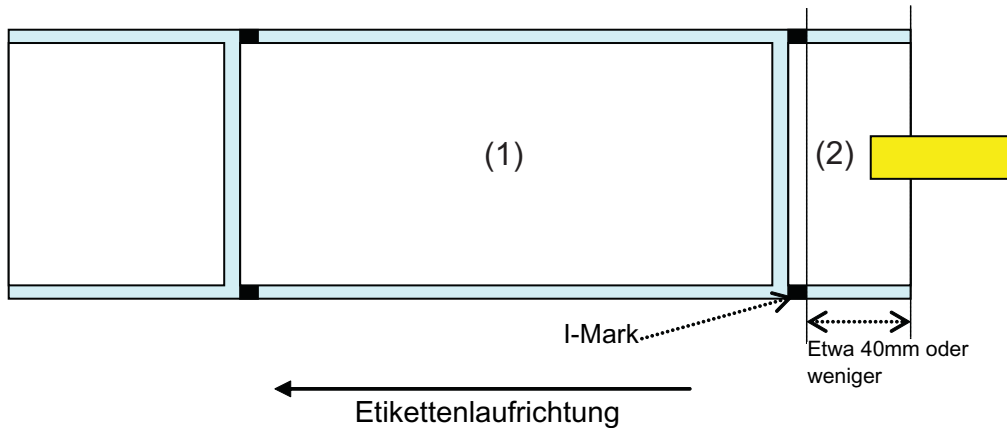 (1)
(2)
I-Mark
Etwa 40mm oder
weniger
Etikettenlaufrichtung